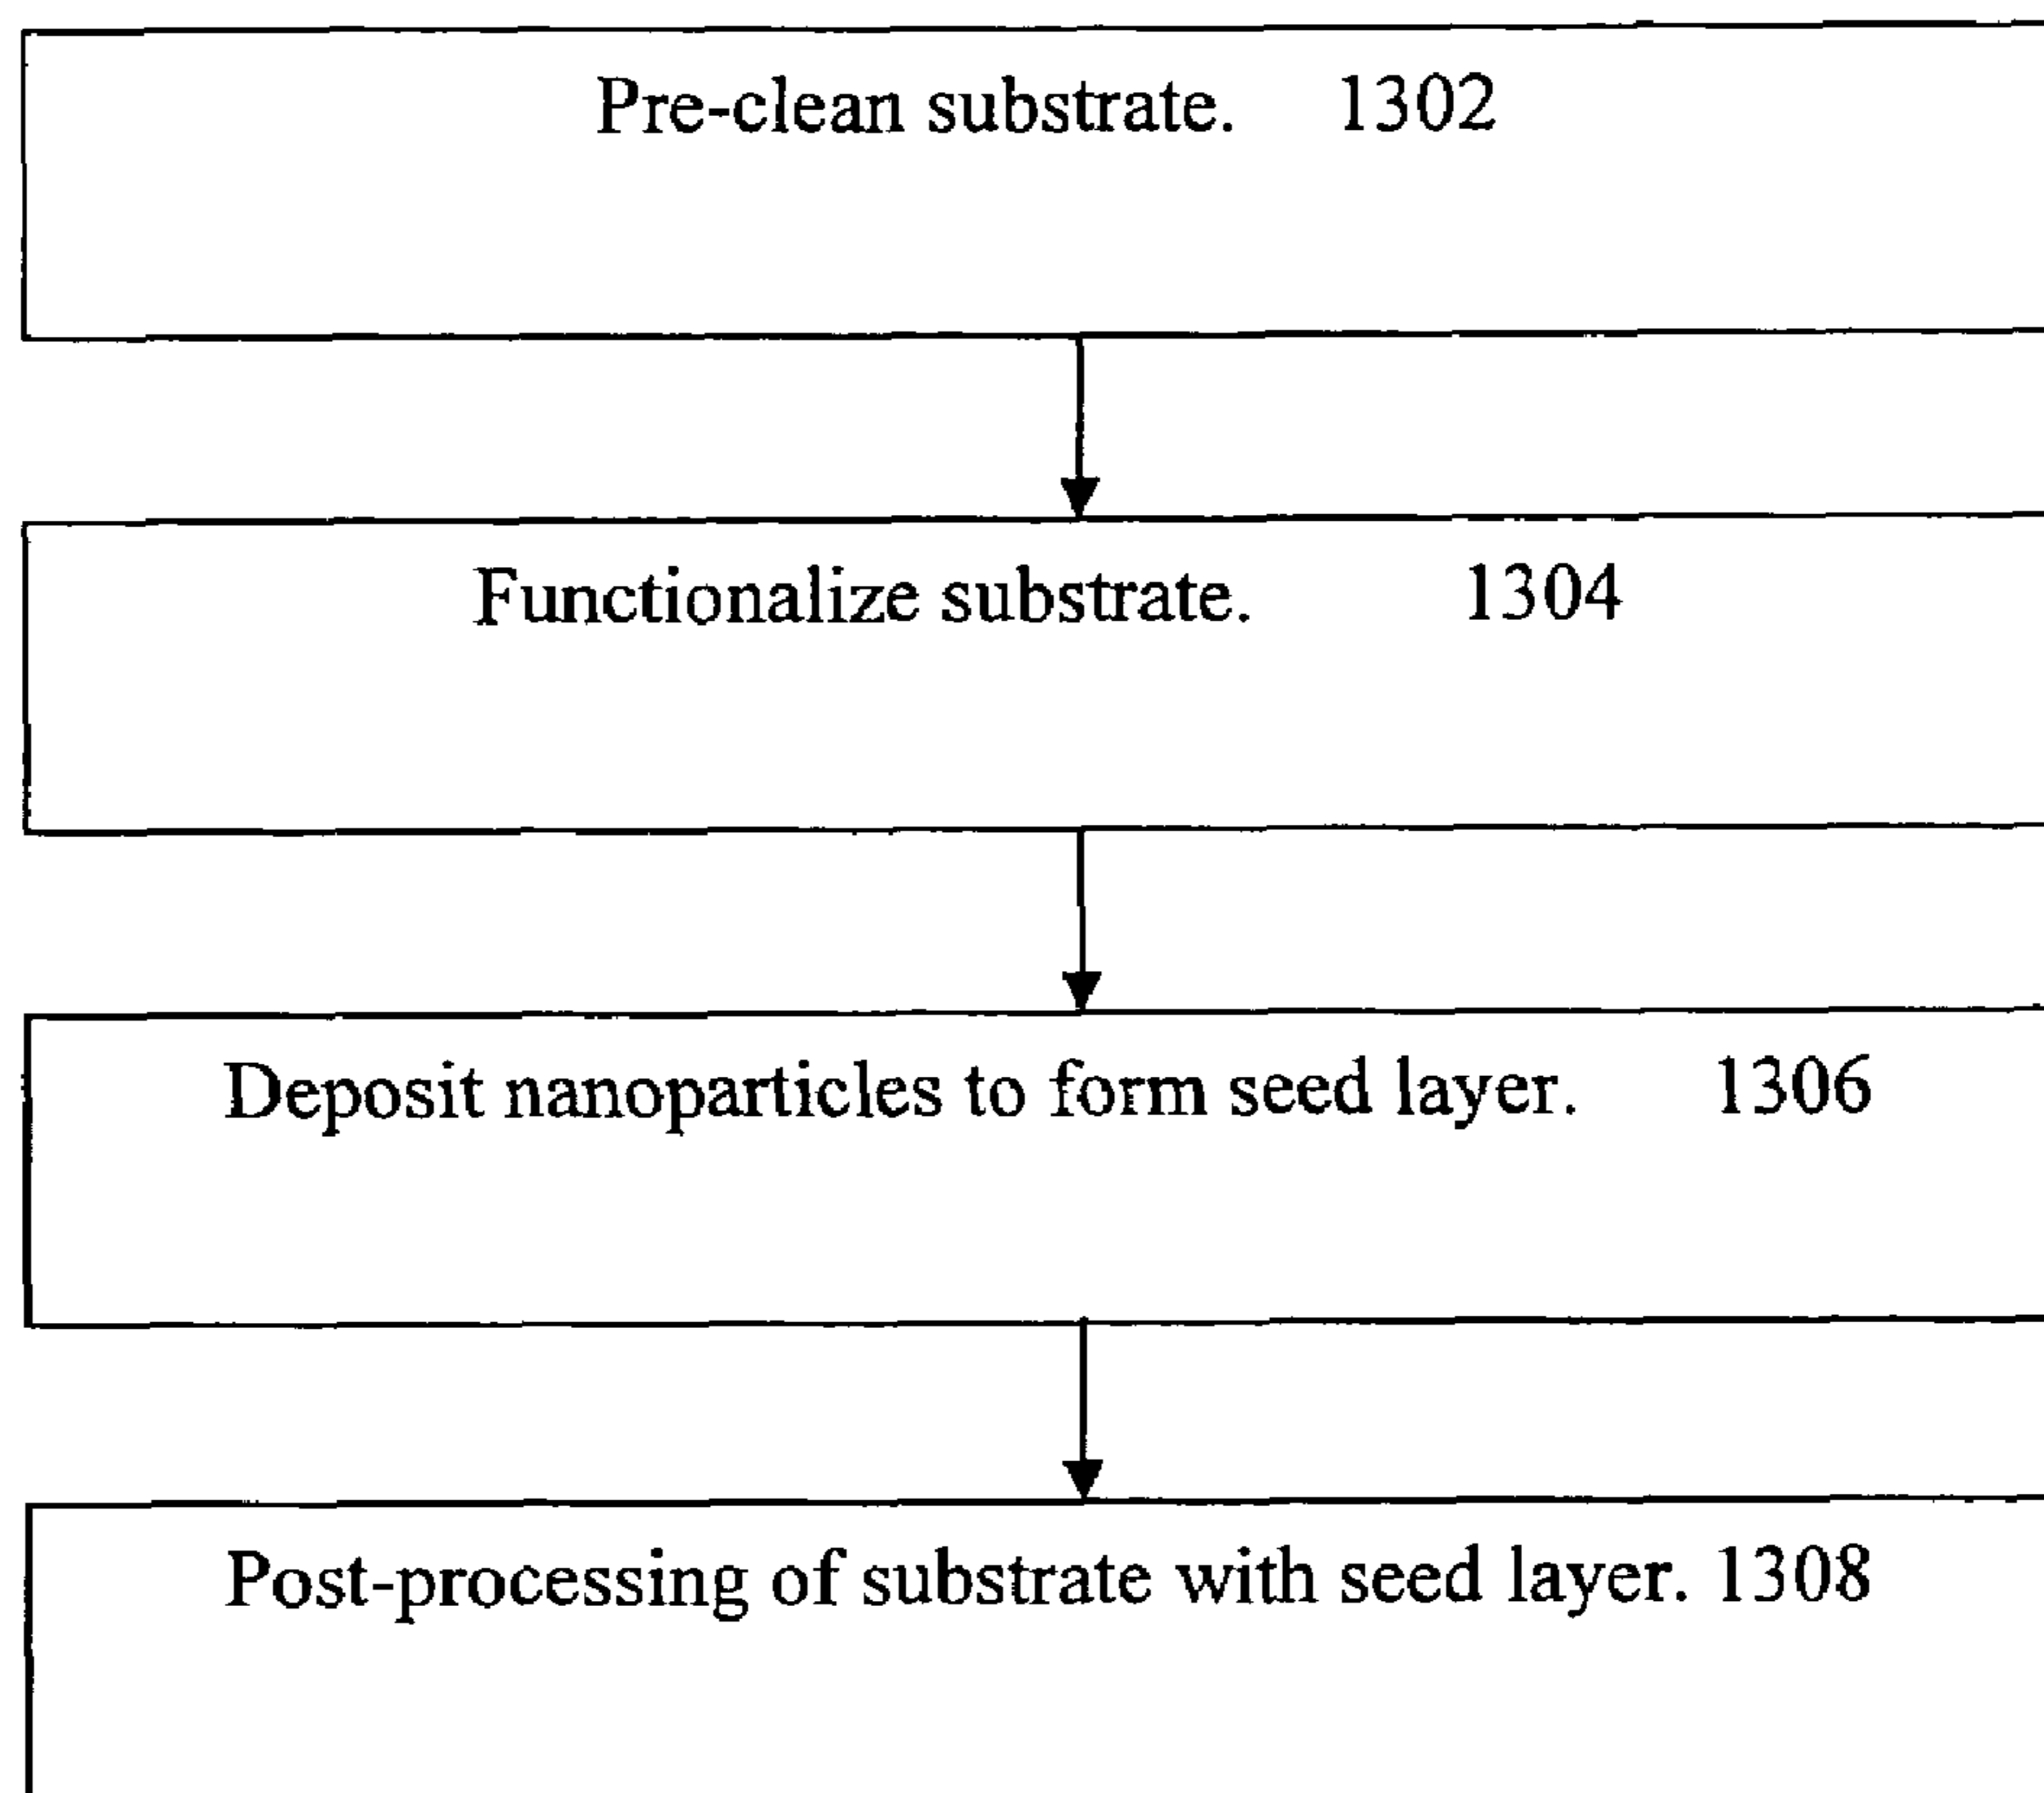 Pre-clean substrate. 1302
Functionalize substrate. 1304
Deposit nanoparticles to form seed layer. 1306
Post-processing of substrate with seed layer. 1308